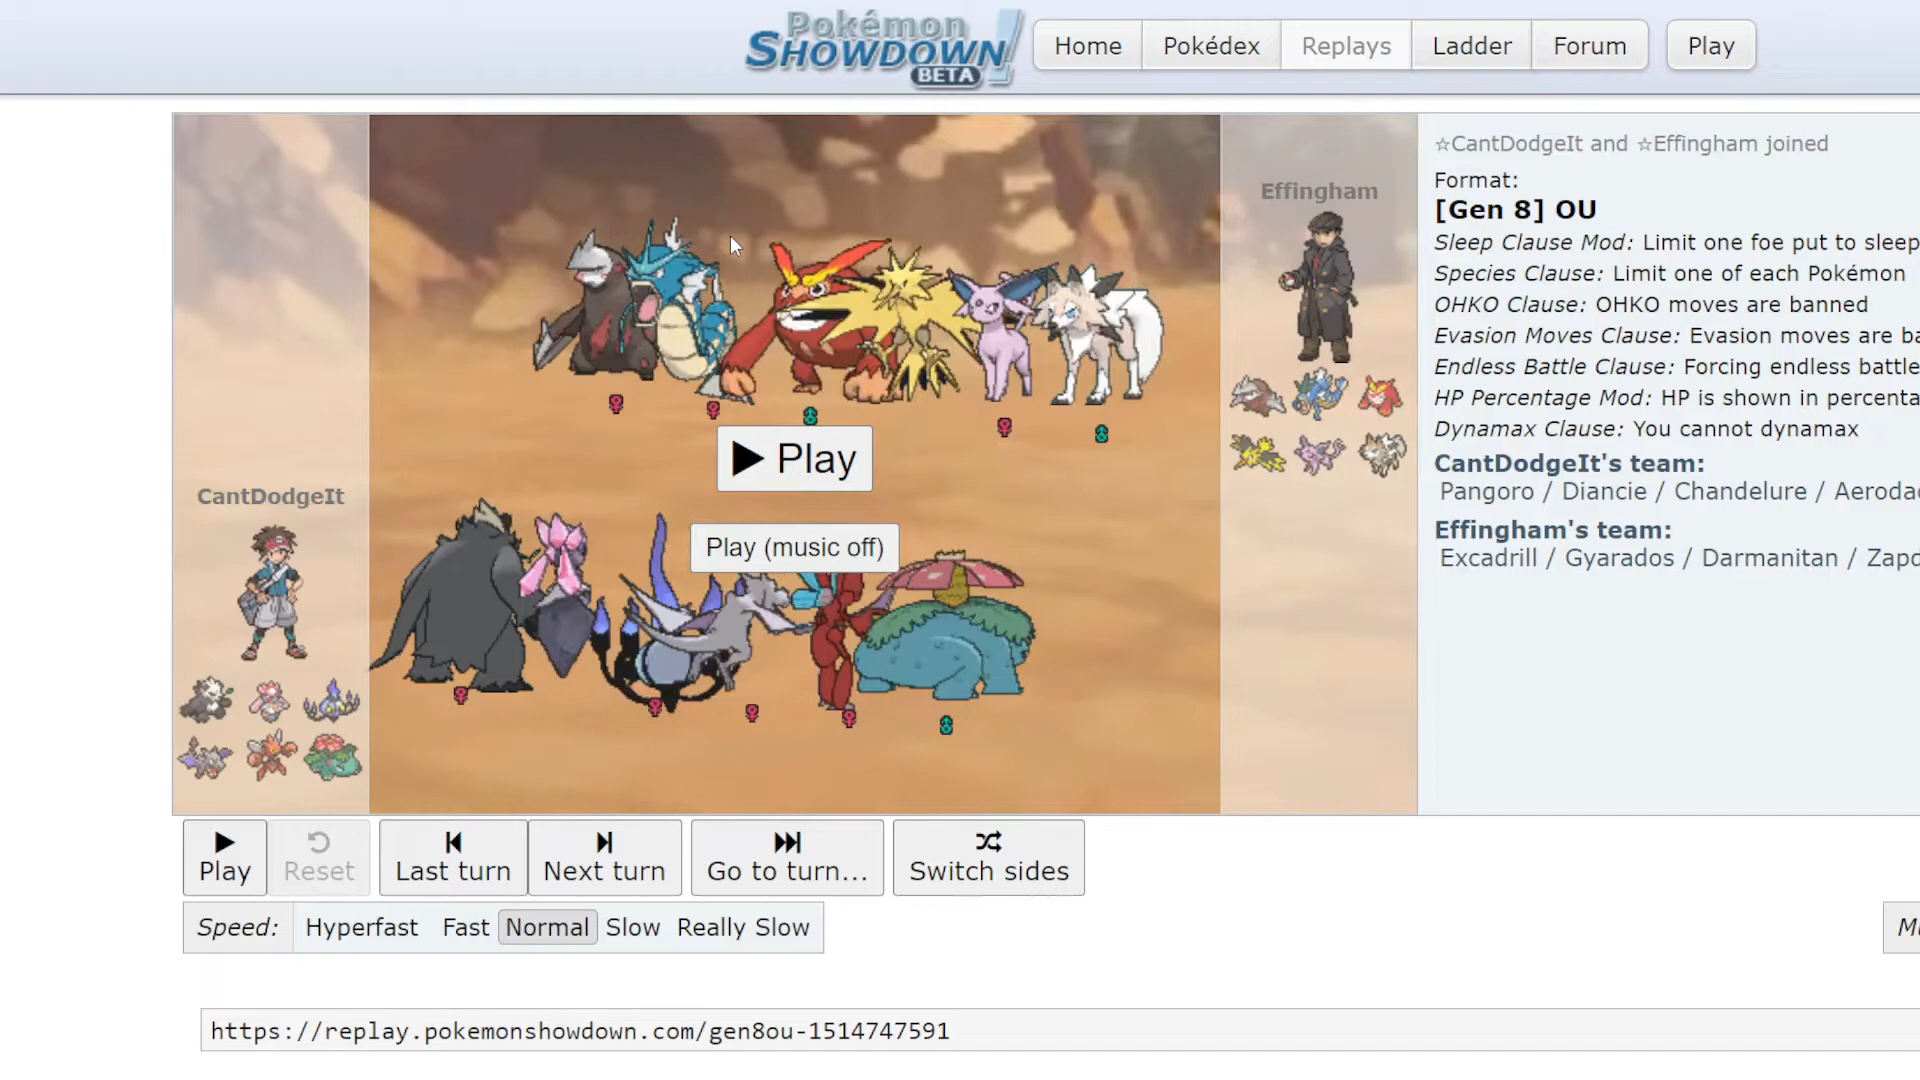 Pokémon
SHOWDOWN!
BETA
Home
Pokédex
Replays
Ladder
Forum
Play
CantDodgeIt
Effingham
▶ Play
Play (music off)
☆CantDodgeIt and ☆Effingham joined
Format:
[Gen 8] OU
Sleep Clause Mod: Limit one foe put to sleep
Species Clause: Limit one of each Pokémon
OHKO Clause: OHKO moves are banned
Evasion Moves Clause: Evasion moves are ba
Endless Battle Clause: Forcing endless battle
HP Percentage Mod: HP is shown in percenta
Dynamax Clause: You cannot dynamax
CantDodgeIt's team:
Pangoro / Diancie / Chandelure / Aeroda
Effingham's team:
Excadrill / Gyarados / Darmanitan / Zapd
Play
Reset
Last turn
Next turn
Go to turn...
Switch sides
Speed:
Hyperfast
Fast
Normal
Slow
Really Slow
https://replay.pokemonshowdown.com/gen8ou-1514747591